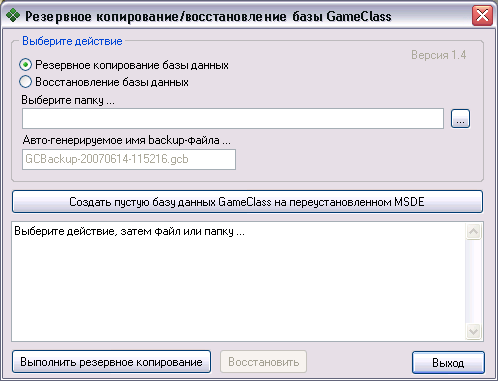 Резервное копирование/восстановление базы GameClass
Выберите действие
Версия 1.4
Резервное копирование базы данных
Восстановление базы данных
Выберите папку ...
...
Авто-генерируемое имя backup-файла ...
GCBackup-20070614-115216.gcb
Создать пустую базу данных GameClass на переустановленном MSDE
Выберите действие, затем файл или папку ...
Выполнить резервное копирование
Восстановить
Выход